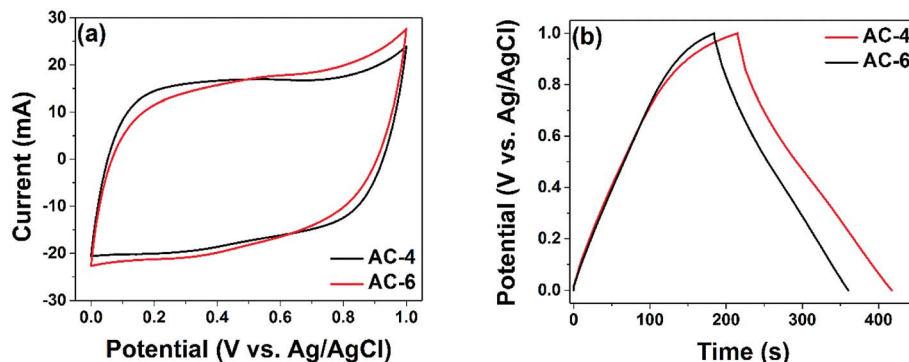 (a)
AC-4
AC-6
Current (mA)
30
20
10
0
-10
-20
-30
0.0 0.2 0.4 0.6 0.8 1.0
Potential (V vs. Ag/AgCl)
(b)
AC-4
AC-6
Potential (V vs. Ag/AgCl)
1.0
0.8
0.6
0.4
0.2
0.0
0 100 200 300 400
Time (s)